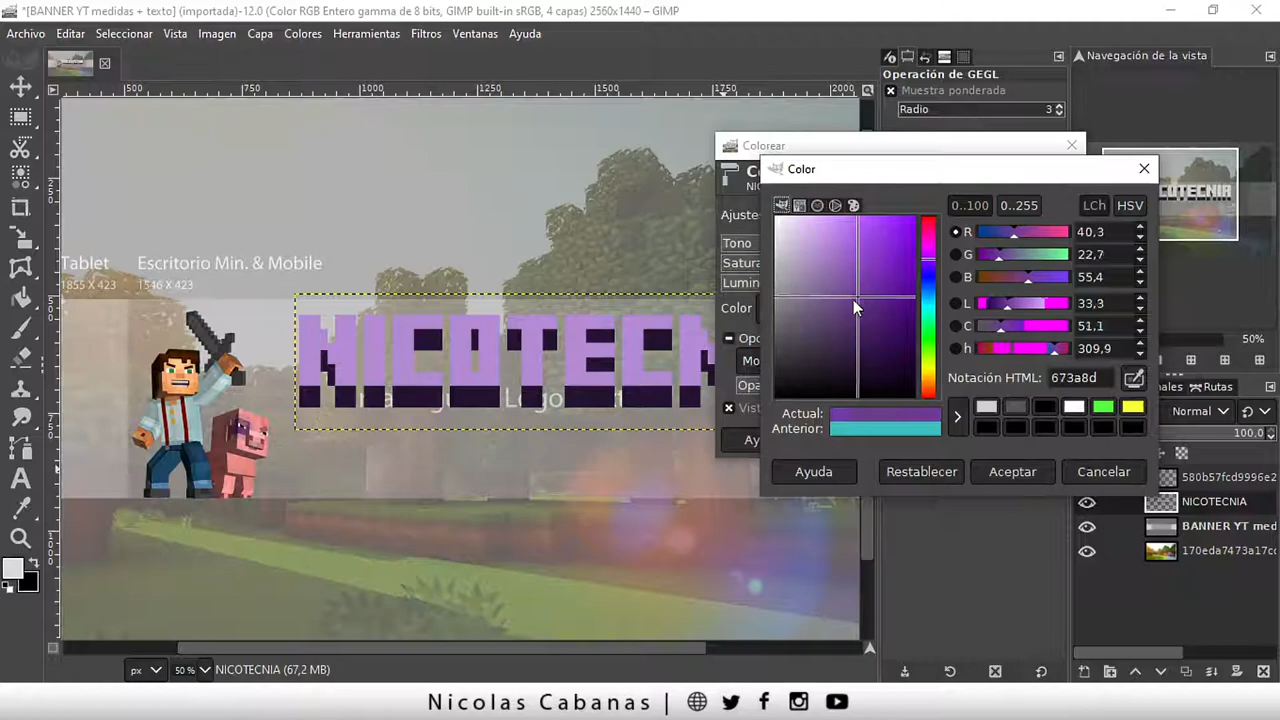 *[BANNER YT medidas + texto] (importada)-12.0 (Color RGB Entero gamma de 8 bits, GIMP built-in sRGB, 4 capas) 2560x1440 – GIMP
Archivo Editar Seleccionar Vista Imagen Capa Colores Herramientas Filtros Ventanas Ayuda
Navegación de la vista
Operación de GEGL
Muestra ponderada
Radio 3
500 750 1000 1250 1500 1750 2000
Colorear
Color
0..100 0..255 LCh HSV
NICOTECNIA
Ajuste
Tono
Satura
Lumin
Color
R 40,3
G 22,7
B 55,4
L 33,3
C 51,1
h 309,9
Notación HTML: 673a8d
Tablet Escritorio Min. & Mobile
1855 X 423 1546 X 423
NICOTECN
Logo
Opc
Mo
Opa
Vist
Ay
Actual:
Anterior:
Ayuda Restablecer Aceptar Cancelar
50%
nales Rutas
Normal
100,0
580b57fcd9996e2
NICOTECNIA
BANNER YT med
170eda7473a17cc
px 50 % NICOTECNIA (67,2 MB)
Nicolas Cabanas |